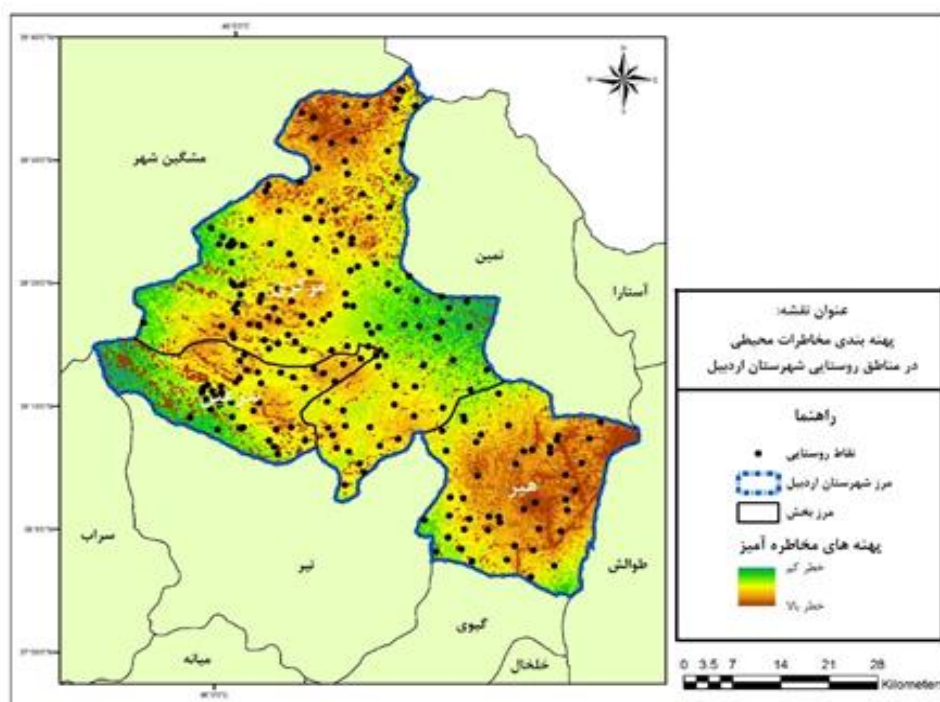 مشگین شهر
نمین
آستارا
مرکزی
هیر
سراب
نیر
طوالش
گیوی
میانه
خلخال
N
عنوان نقشه:
پهنه بندی مخاطرات محیطی
در مناطق روستایی شهرستان اردبیل
راهنما
نقاط روستایی
مرز شهرستان اردبیل
مرز بخش
پهنه های مخاطره آمیز
خطر کم
خطر بالا
0 3.5 7 14 21 28
Kilometers